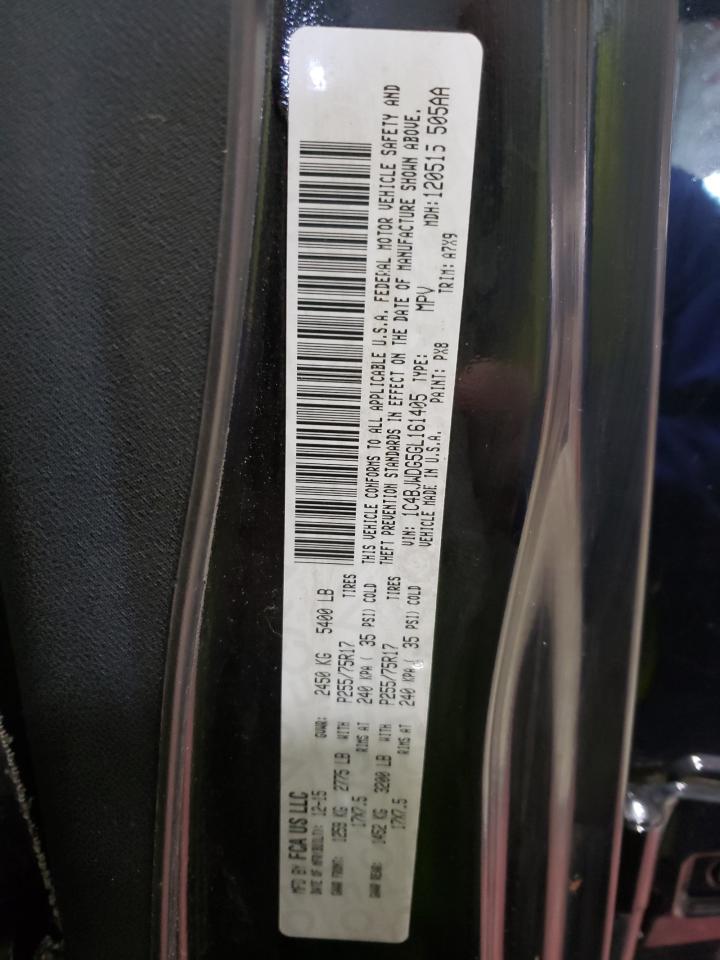 MFD BY FCA US LLC
DATE OF MFR(BUILT): 12-15 GVWR: 2450 KG 5400 LB
GAWR FRONT: 1259 KG 2775 LB WITH P255/75R17 TIRES
17X7.5 RIMS AT 240 KPA ( 35 PSI) COLD
GAWR REAR: 1452 KG 3200 LB WITH P255/75R17 TIRES
17X7.5 RIMS AT 240 KPA ( 35 PSI) COLD
THIS VEHICLE CONFORMS TO ALL APPLICABLE U.S.A. FEDERAL MOTOR VEHICLE SAFETY AND
THEFT PREVENTION STANDARDS IN EFFECT ON THE DATE OF MANUFACTURE SHOWN ABOVE.
VIN: 1C4BJWDG5GL161405 TYPE: MPV MDH:120515 505AA
VEHICLE MADE IN U.S.A. PAINT: PX8 TRIM: A7X9